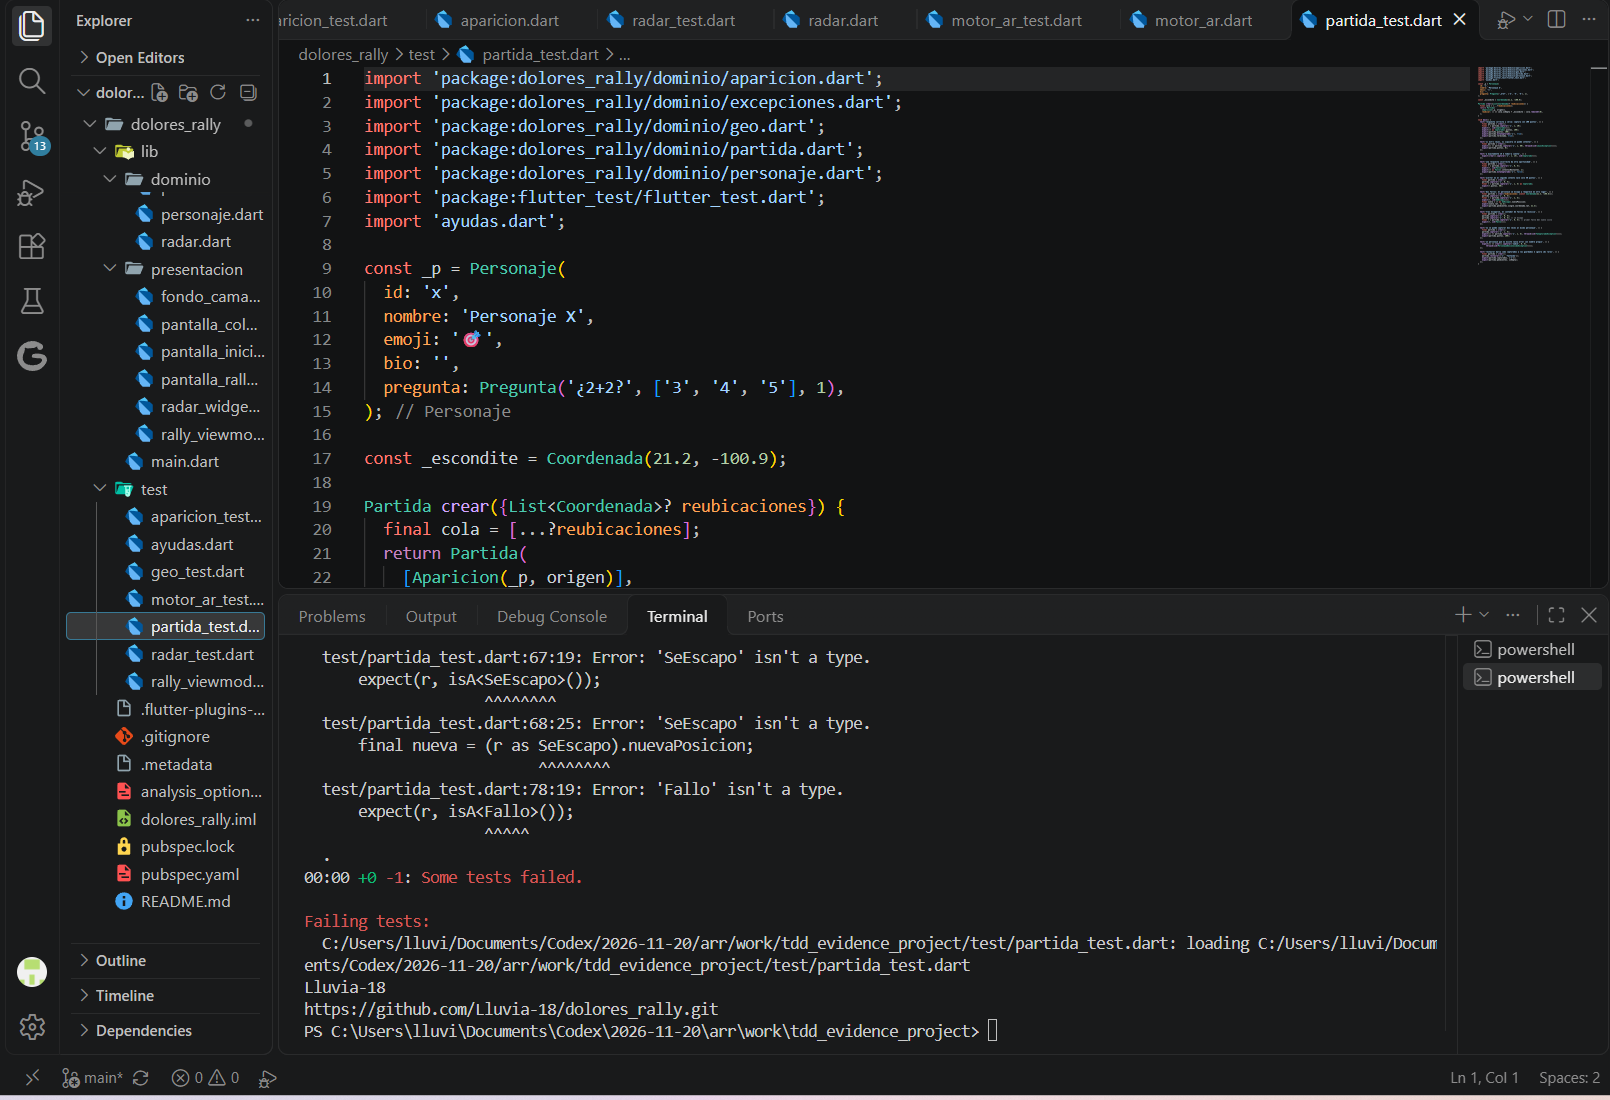 Explorer
Open Editors
dolor...
dolores_rally
lib
dominio
personaje.dart
radar.dart
presentacion
fondo_cama...
pantalla_col...
pantalla_inici...
pantalla_rall...
radar_widge...
rally_viewmo...
main.dart
test
aparicion_test...
ayudas.dart
geo_test.dart
motor_ar_test....
partida_test.d...
radar_test.dart
rally_viewmod...
.flutter-plugins-...
.gitignore
.metadata
analysis_option...
dolores_rally.iml
pubspec.lock
pubspec.yaml
README.md
Outline
Timeline
Dependencies
13
aricion_test.dart
aparicion.dart
radar_test.dart
radar.dart
motor_ar_test.dart
motor_ar.dart
partida_test.dart
dolores_rally > test > partida_test.dart > ...
1 import 'package:dolores_rally/dominio/aparicion.dart';
2 import 'package:dolores_rally/dominio/excepciones.dart';
3 import 'package:dolores_rally/dominio/geo.dart';
4 import 'package:dolores_rally/dominio/partida.dart';
5 import 'package:dolores_rally/dominio/personaje.dart';
6 import 'package:flutter_test/flutter_test.dart';
7 import 'ayudas.dart';
8
9 const _p = Personaje(
10 id: 'x',
11 nombre: 'Personaje X',
12 emoji: '🎯',
13 bio: '',
14 pregunta: Pregunta('¿2+2?', ['3', '4', '5'], 1),
15 ); // Personaje
16
17 const _escondite = Coordenada(21.2, -100.9);
18
19 Partida crear({List<Coordenada>? reubicaciones}) {
20 final cola = [...?reubicaciones];
21 return Partida(
22 [Aparicion(_p, origen)],
Problems
Output
Debug Console
Terminal
Ports
powershell
powershell
test/partida_test.dart:67:19: Error: 'SeEscapo' isn't a type.
expect(r, isA<SeEscapo>());
^^^^^^^^
test/partida_test.dart:68:25: Error: 'SeEscapo' isn't a type.
final nueva = (r as SeEscapo).nuevaPosicion;
^^^^^^^^
test/partida_test.dart:78:19: Error: 'Fallo' isn't a type.
expect(r, isA<Fallo>());
^^^^^
.
00:00 +0 -1: Some tests failed.
Failing tests:
C:/Users/lluvi/Documents/Codex/2026-11-20/arr/work/tdd_evidence_project/test/partida_test.dart: loading C:/Users/lluvi/Docum
ents/Codex/2026-11-20/arr/work/tdd_evidence_project/test/partida_test.dart
Lluvia-18
https://github.com/Lluvia-18/dolores_rally.git
PS C:\Users\lluvi\Documents\Codex\2026-11-20\arr\work\tdd_evidence_project>
main*
0
0
Ln 1, Col 1
Spaces: 2